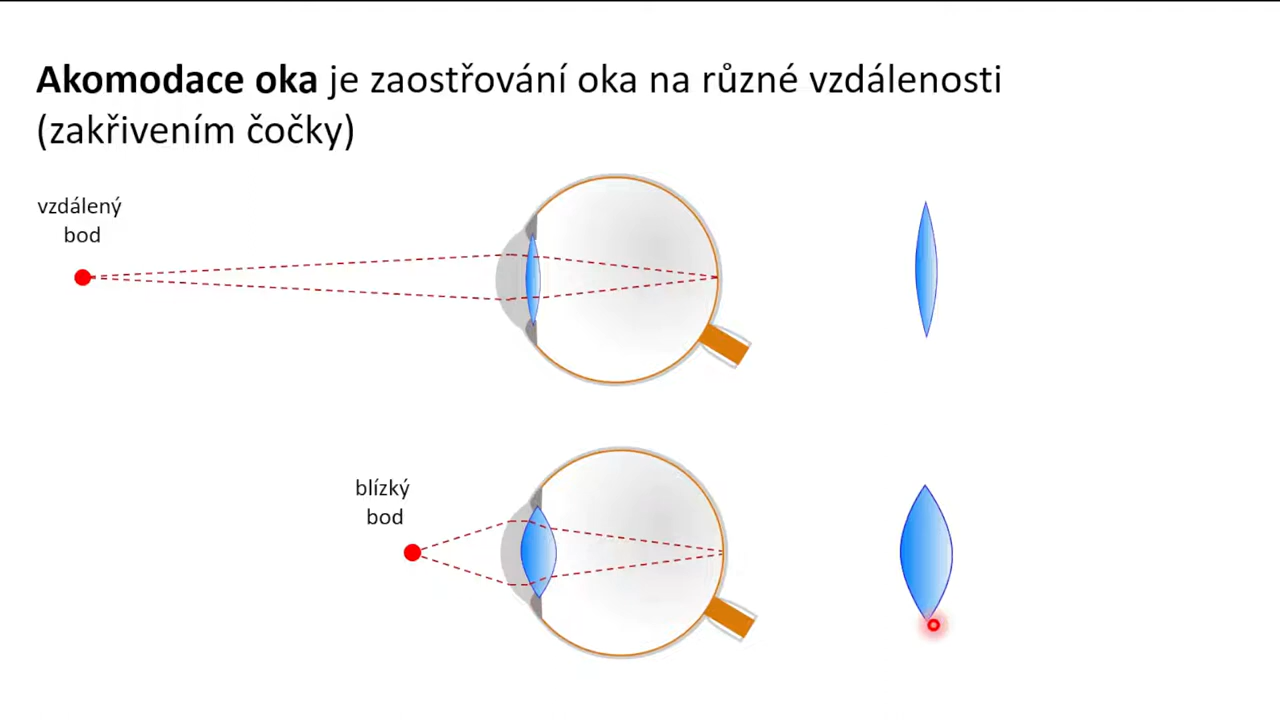 Akomodace oka je zaostřování oka na různé vzdálenosti
(zakřivením čočky)
vzdálený
bod
blízký
bod